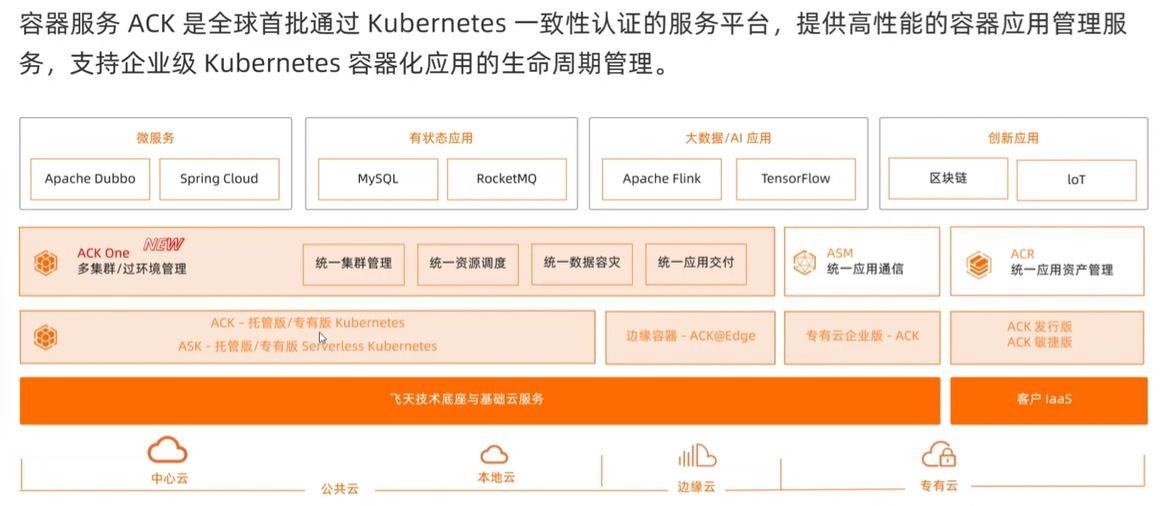 容器服务 ACK 是全球首批通过 Kubernetes 一致性认证的服务平台，提供高性能的容器应用管理服
务，支持企业级 Kubernetes 容器化应用的生命周期管理。
微服务
Apache Dubbo
Spring Cloud
有状态应用
MySQL
RocketMQ
大数据/AI 应用
Apache Flink
TensorFlow
创新应用
区块链
loT
ACK One NEW
多集群/过环境管理
统一集群管理
统一资源调度
统一数据容灾
统一应用交付
ASM
统一应用通信
ACR
统一应用资产管理
ACK – 托管版/专有版 Kubernetes
ASK - 托管版/专有版 Serverless Kubernetes
边缘容器 - ACK@Edge
专有云企业版 - ACK
ACK 发行版
ACK 敏捷版
飞天技术底座与基础云服务
客户 IaaS
中心云
本地云
公共云
边缘云
专有云